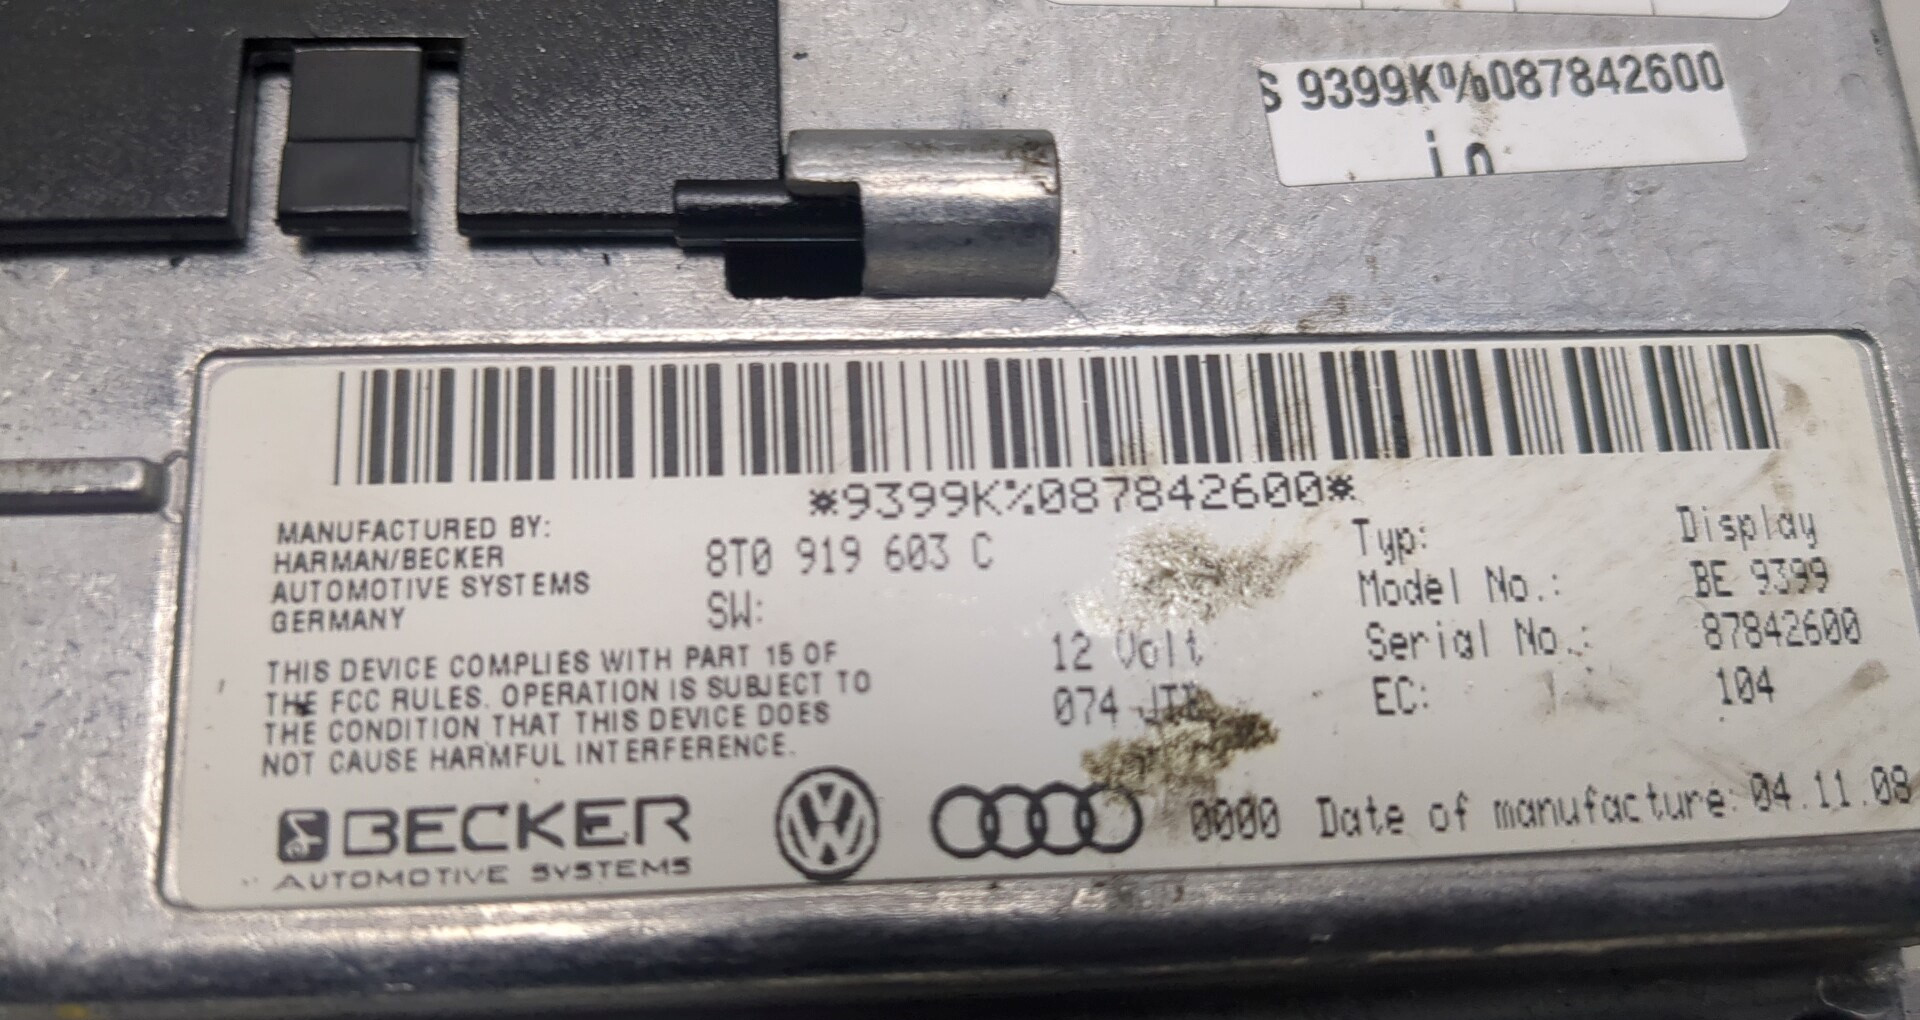 S 9399K%087842600
*9399K%087842600*
MANUFACTURED BY:
HARMAN/BECKER
AUTOMOTIVE SYSTEMS
GERMANY
8T0 919 603 C
SW:
THIS DEVICE COMPLIES WITH PART 15 OF
THE FCC RULES. OPERATION IS SUBJECT TO
THE CONDITION THAT THIS DEVICE DOES
NOT CAUSE HARMFUL INTERFERENCE.
12 Volt
074
Typ: Display
Model No.: BE 9399
Serial No.: 87842600
EC: 104
BECKER
AUTOMOTIVE SYSTEMS
0000 Date of manufacture: 04.11.08